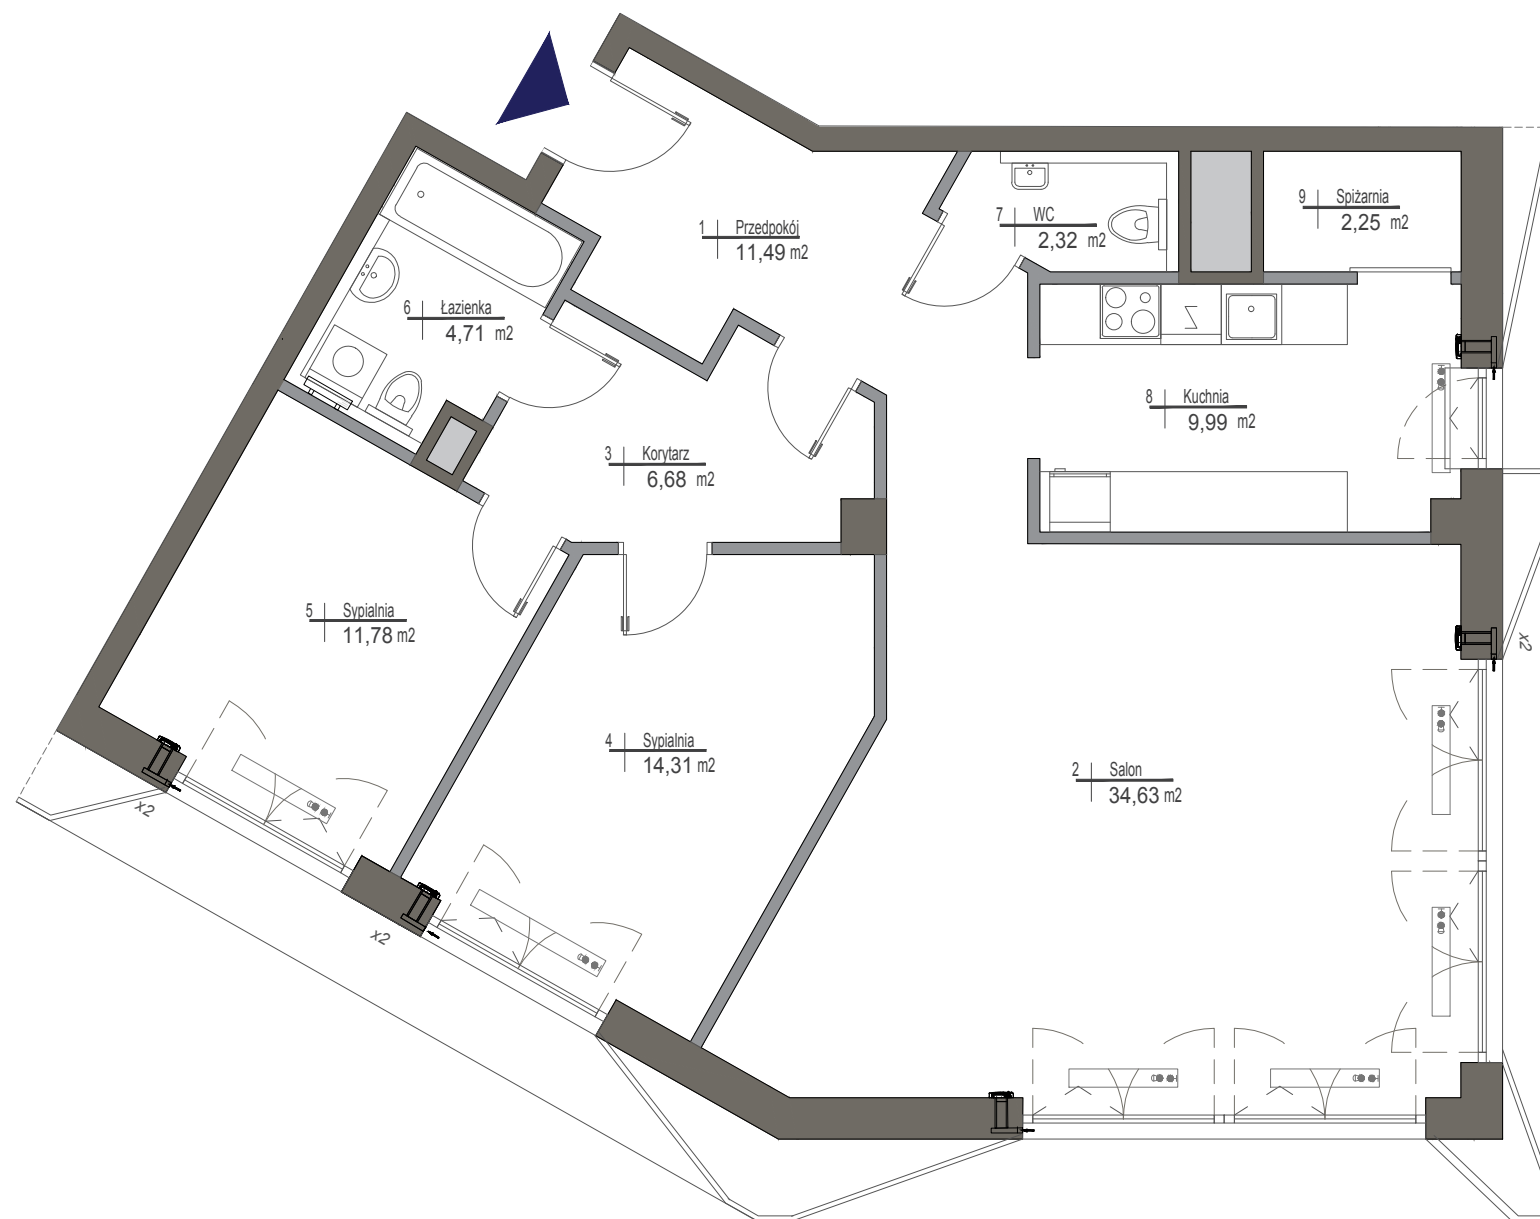 1 Przedpokój
11,49 m2
7 WC
2,32 m2
9 Spiżarnia
2,25 m2
6 Łazienka
4,71 m2
8 Kuchnia
9,99 m2
3 Korytarz
6,68 m2
5 Sypialnia
11,78 m2
4 Sypialnia
14,31 m2
2 Salon
34,63 m2
x2
x2
x2